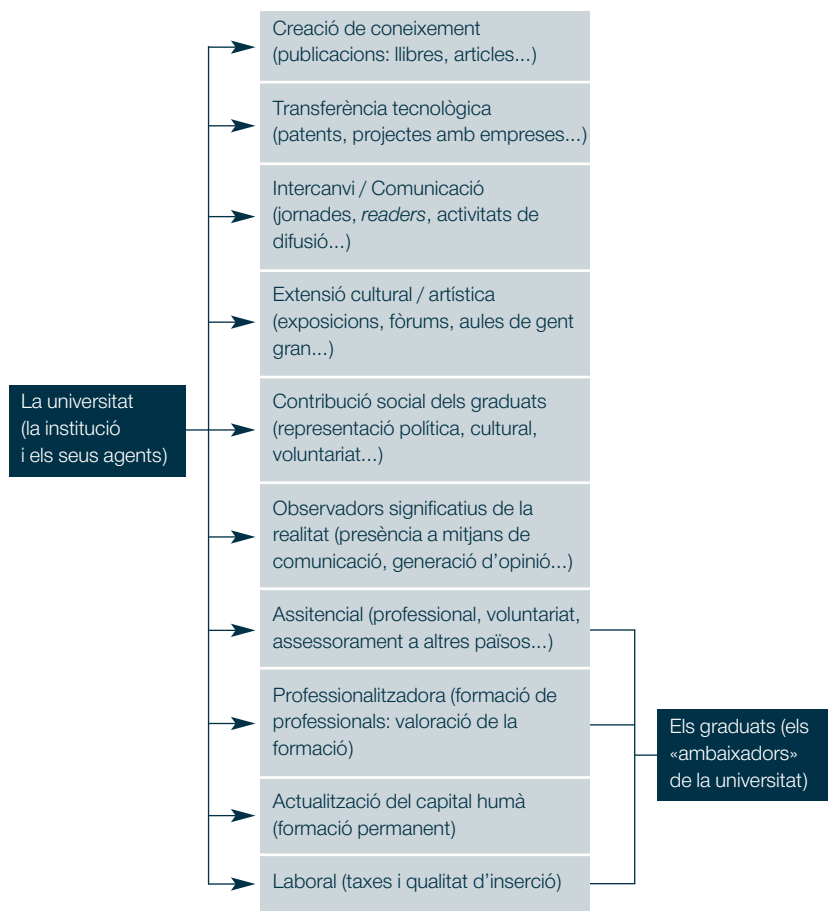 Creació de coneixement
(publicacions: llibres, articles...)
Transferència tecnològica
(patents, projectes amb empreses...)
Intercanvi / Comunicació
(jornades, readers, activitats de
difusió...)
Extensió cultural / artística
(exposicions, fòrums, aules de gent
gran...)
La universitat
(la institució
i els seus agents)
Contribució social dels graduats
(representació política, cultural,
voluntariat...)
Observadors significatius de la
realitat (presència a mitjans de
comunicació, generació d’opinió...)
Assitencial (professional, voluntariat,
assessorament a altres països...)
Professionalitzadora (formació de
professionals: valoració de la
formació)
Els graduats (els
«ambaixadors»
de la universitat)
Actualització del capital humà
(formació permanent)
Laboral (taxes i qualitat d’inserció)